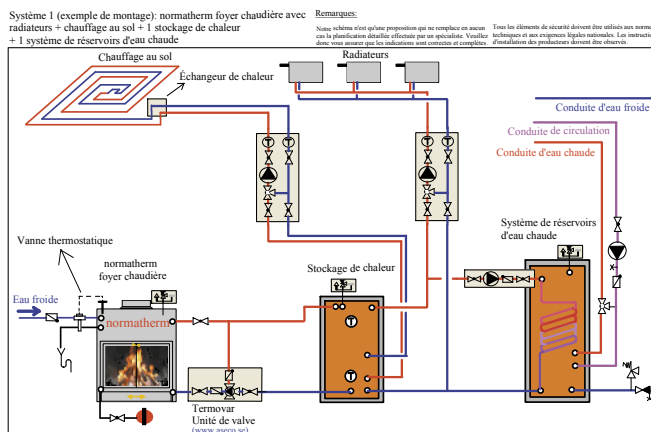 Système 1 (exemple de montage): normatherm foyer chaudière avec
radiateurs + chauffage au sol + 1 stockage de chaleur
+ 1 système de réservoirs d'eau chaude
Remarques:
Notre schéma n'est qu'une proposition qui ne remplace en aucun
cas la planification détaillée effectuée par un spécialiste. Veuillez
donc vous assurer que les indications sont correctes et complètes.
Tous les éléments de sécurité doivent être utilisés aux norme
techniques et aux exigences légales nationales. Les instructio
d'installation des producteurs doivent être observés.
Chauffage au sol
Échangeur de chaleur
Radiateurs
Conduite d'eau froide
Conduite de circulation
Conduite d'eau chaude
Système de réservoirs
d'eau chaude
Vanne thermostatique
normatherm
foyer chaudière
Stockage de chaleur
Eau froide
normatherm
T
T
T
T
T
T
Termovar
Unité de valve
(www.aseco.se)